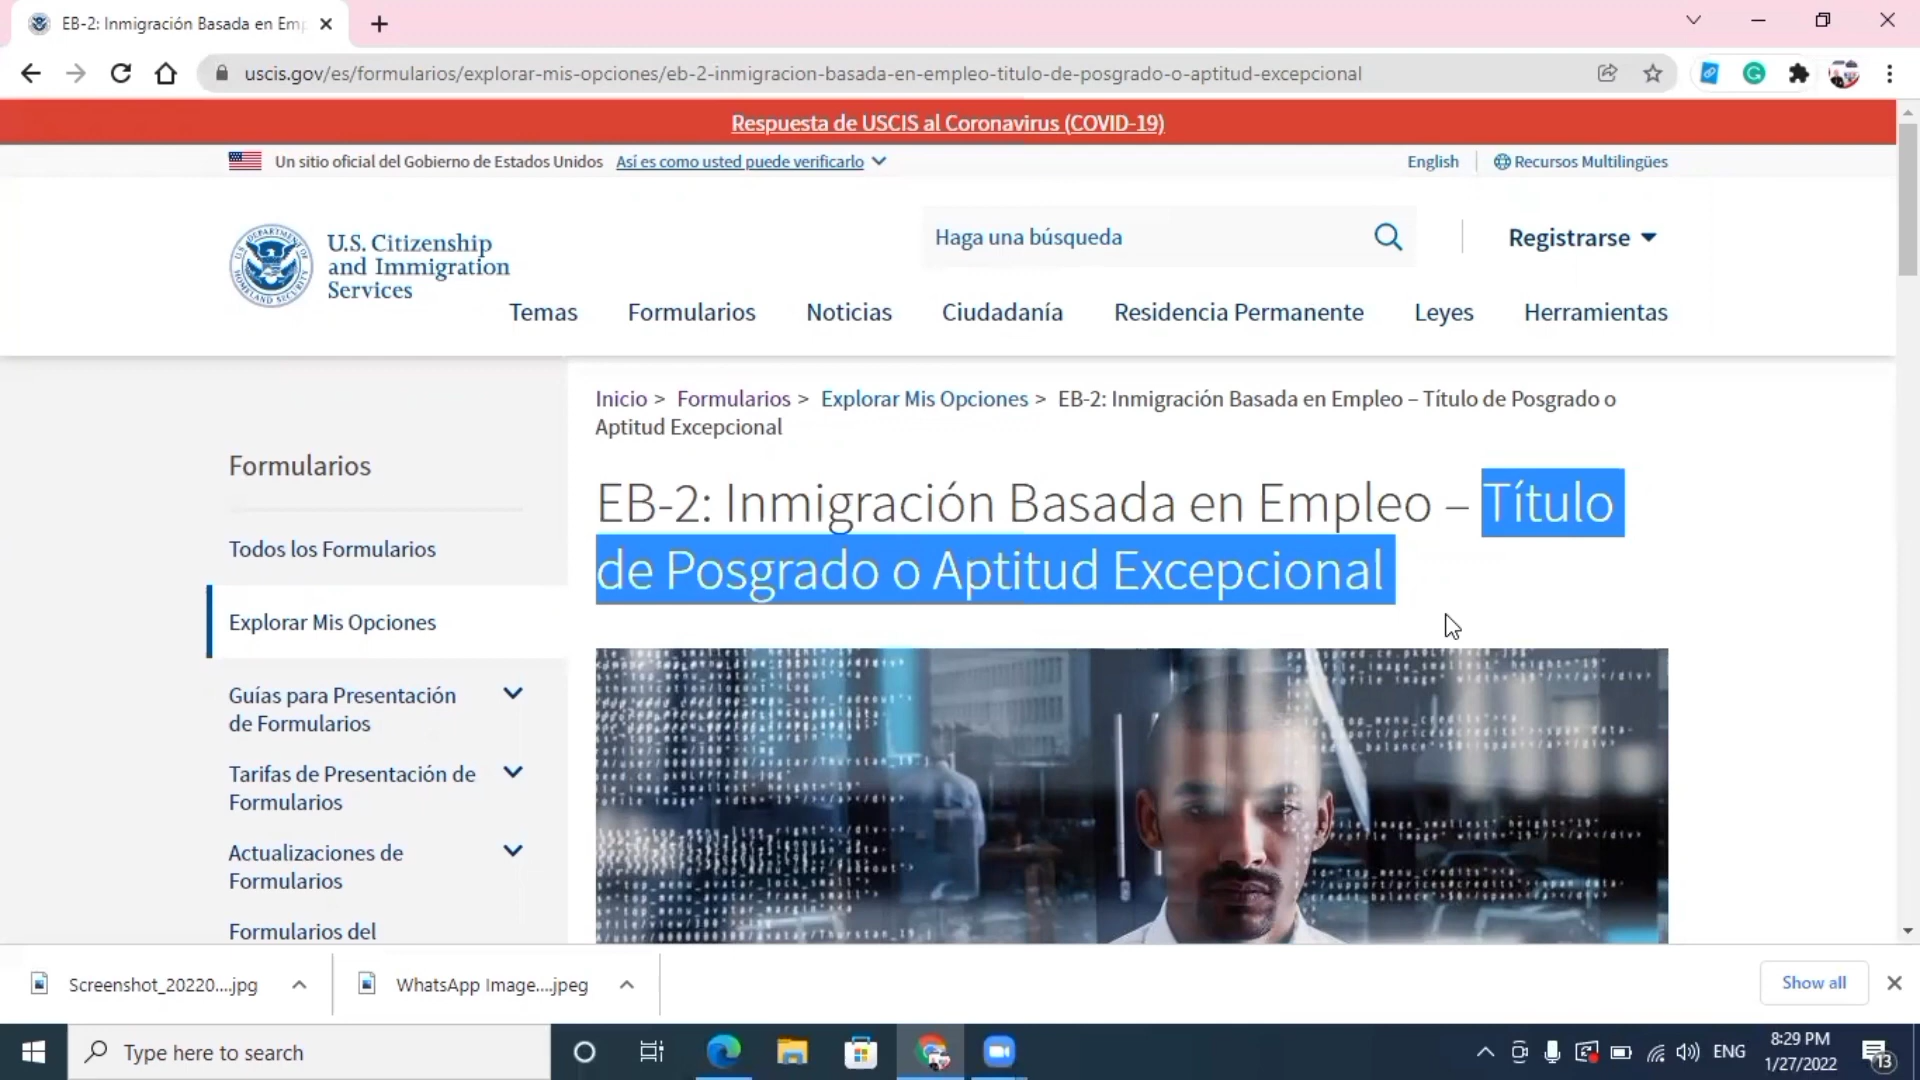 EB-2: Inmigración Basada en Emp
uscis.gov/es/formularios/explorar-mis-opciones/eb-2-inmigracion-basada-en-empleo-titulo-de-posgrado-o-aptitud-excepcional
Respuesta de USCIS al Coronavirus (COVID-19)
Un sitio oficial del Gobierno de Estados Unidos Así es como usted puede verificarlo
English Recursos Multilingües
U.S. Citizenship
and Immigration
Services
Haga una búsqueda
Registrarse
Temas Formularios Noticias Ciudadanía Residencia Permanente Leyes Herramientas
Inicio > Formularios > Explorar Mis Opciones > EB-2: Inmigración Basada en Empleo – Título de Posgrado o
Aptitud Excepcional
EB-2: Inmigración Basada en Empleo – Título
de Posgrado o Aptitud Excepcional
Formularios
Todos los Formularios
Explorar Mis Opciones
Guías para Presentación
de Formularios
Tarifas de Presentación de
Formularios
Actualizaciones de
Formularios
Formularios del
Screenshot_20220....jpg
WhatsApp Image....jpeg
Show all
Type here to search
ENG
8:29 PM
1/27/2022
13